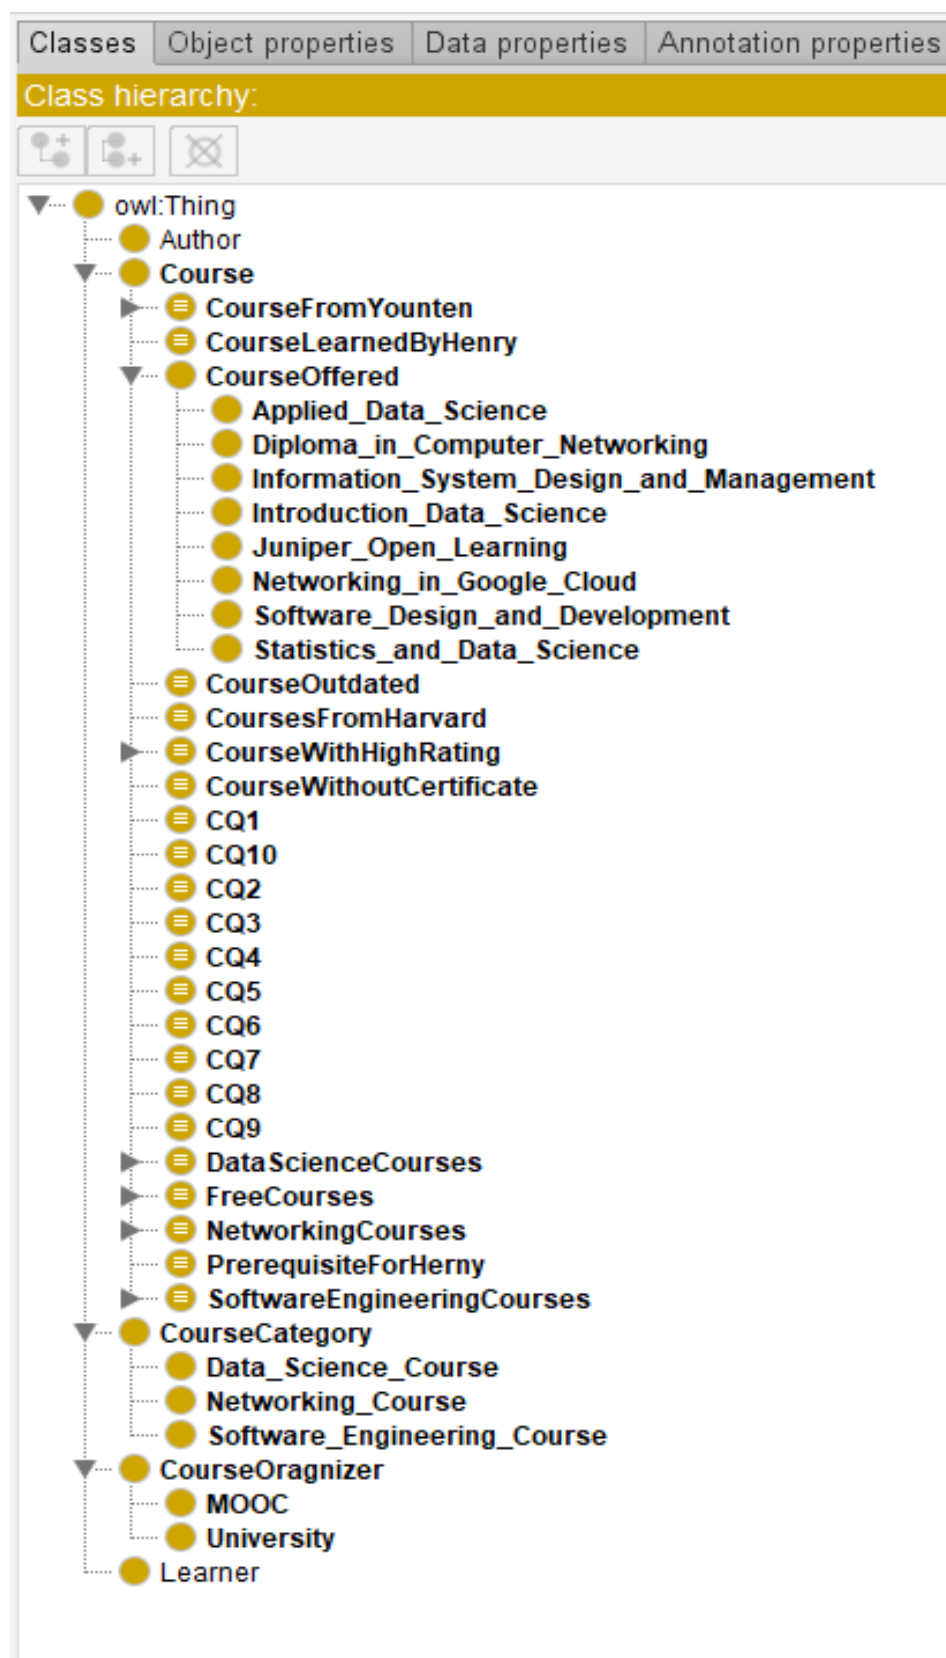 Classes Object properties Data properties Annotation properties
Class hierarchy:
owl:Thing
Author
Course
CourseFromYounten
CourseLearnedByHenry
CourseOffered
Applied_Data_Science
Diploma_in_Computer_Networking
Information_System_Design_and_Management
Introduction_Data_Science
Juniper_Open_Learning
Networking_in_Google_Cloud
Software_Design_and_Development
Statistics_and_Data_Science
CourseOutdated
CoursesFromHarvard
CourseWithHighRating
CourseWithoutCertificate
CQ1
CQ10
CQ2
CQ3
CQ4
CQ5
CQ6
CQ7
CQ8
CQ9
DataScienceCourses
FreeCourses
NetworkingCourses
PrerequisiteForHerny
SoftwareEngineeringCourses
CourseCategory
Data_Science_Course
Networking_Course
Software_Engineering_Course
CourseOragnizer
MOOC
University
Learner